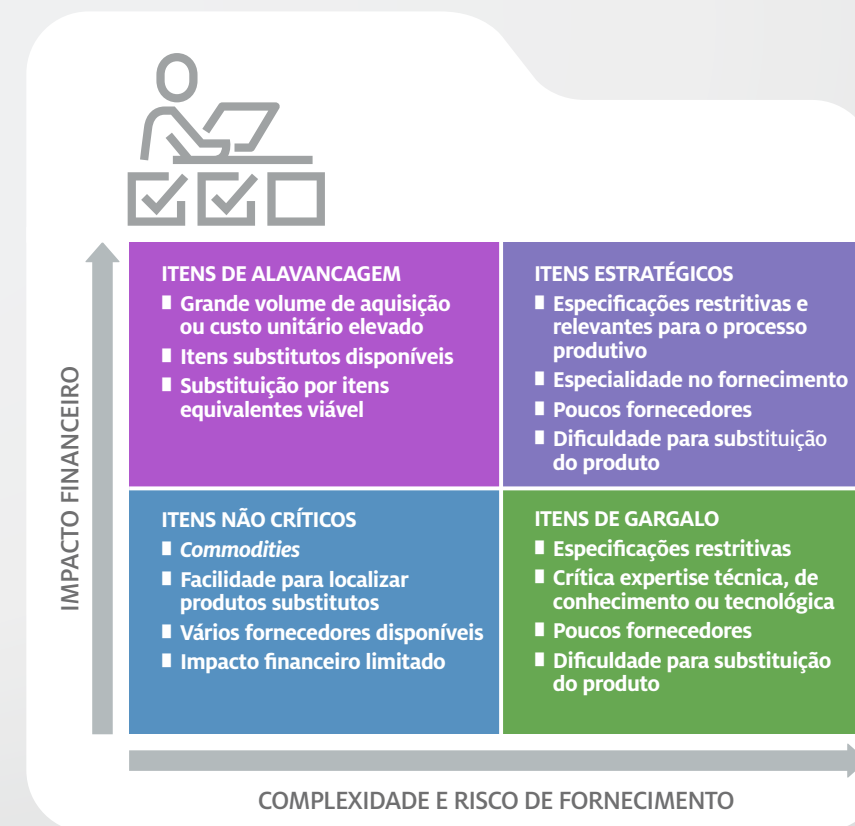 ITENS DE ALAVANCAGEM
■ Grande volume de aquisição
ou custo unitário elevado
■ Itens substitutos disponíveis
■ Substituição por itens
equivalentes viável
ITENS ESTRATÉGICOS
■ Especificações restritivas e
relevantes para o processo
produtivo
■ Especialidade no fornecimento
■ Poucos fornecedores
■ Dificuldade para substituição
do produto
IMPACTO FINANCEIRO
ITENS NÃO CRÍTICOS
■ Commodities
■ Facilidade para localizar
produtos substitutos
■ Vários fornecedores disponíveis
■ Impacto financeiro limitado
ITENS DE GARGALO
■ Especificações restritivas
■ Crítica expertise técnica, de
conhecimento ou tecnológica
■ Poucos fornecedores
■ Dificuldade para substituição
do produto
COMPLEXIDADE E RISCO DE FORNECIMENTO